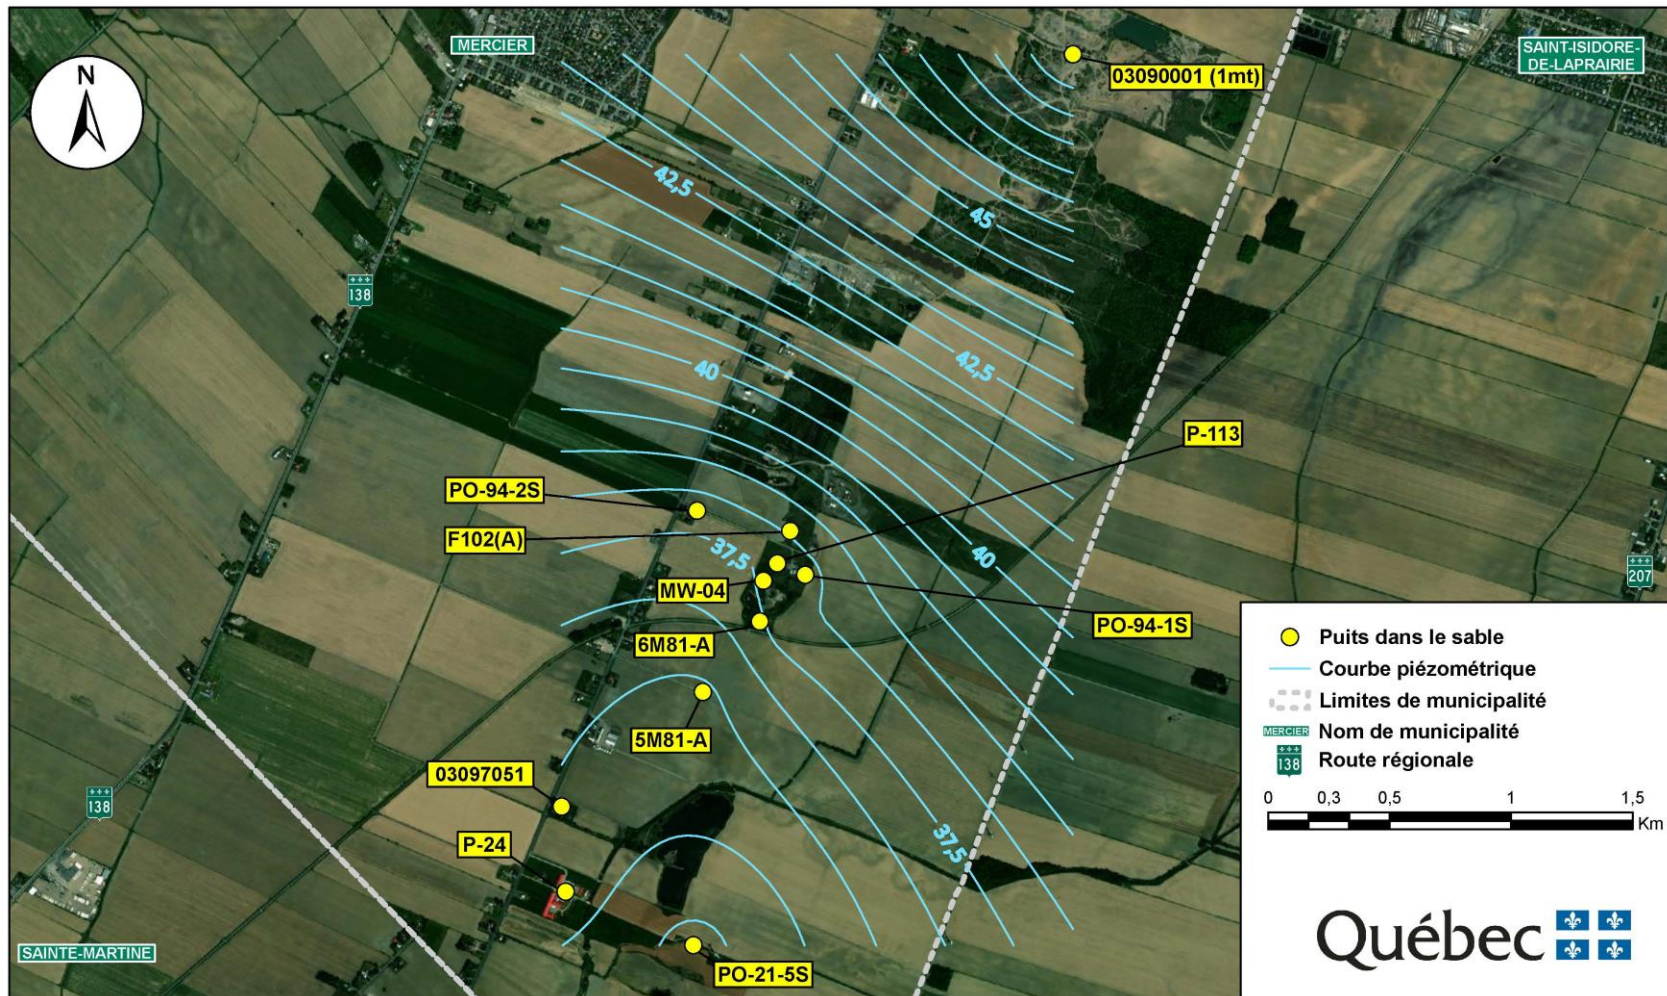 N
MERCIER
03090001 (1mt)
SAINT-ISIDORE-
DE-LAPRAIRIE
42,5
45
138
40
42,5
P-113
PO-94-2S
F102(A)
37,5
40
MW-04
207
PO-94-1S
6M81-A
5M81-A
03097051
138
P-24
37,5
SAINTE-MARTINE
PO-21-5S
Puits dans le sable
Courbe piézométrique
Limites de municipalité
MERCIER Nom de municipalité
138 Route régionale
0 0,3 0,5 1 1,5
Km
Québec